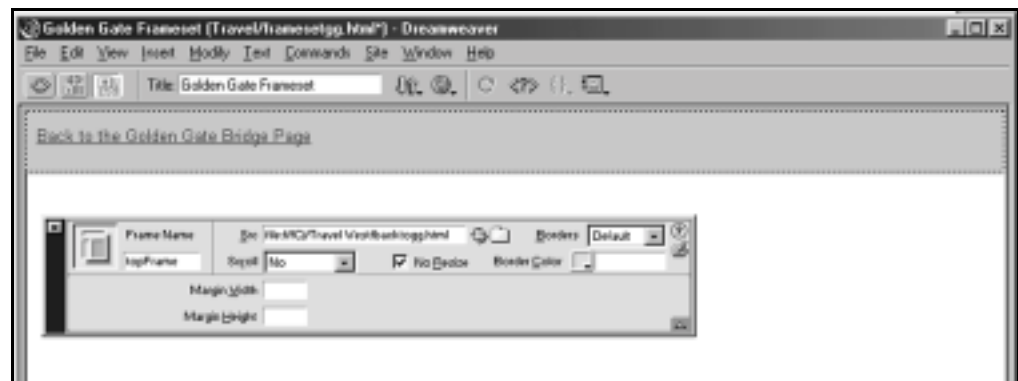 Golden Gate Frameset (Travel/framesetgg.html*) - Dreamweaver
File Edit View Insert Modify Text Commands Site Window Help
Title: Golden Gate Frameset
Back to the Golden Gate Bridge Page
Frame Name Src Borders Default
topFrame Scroll No No Resize Border Color
Margin Width
Margin Height